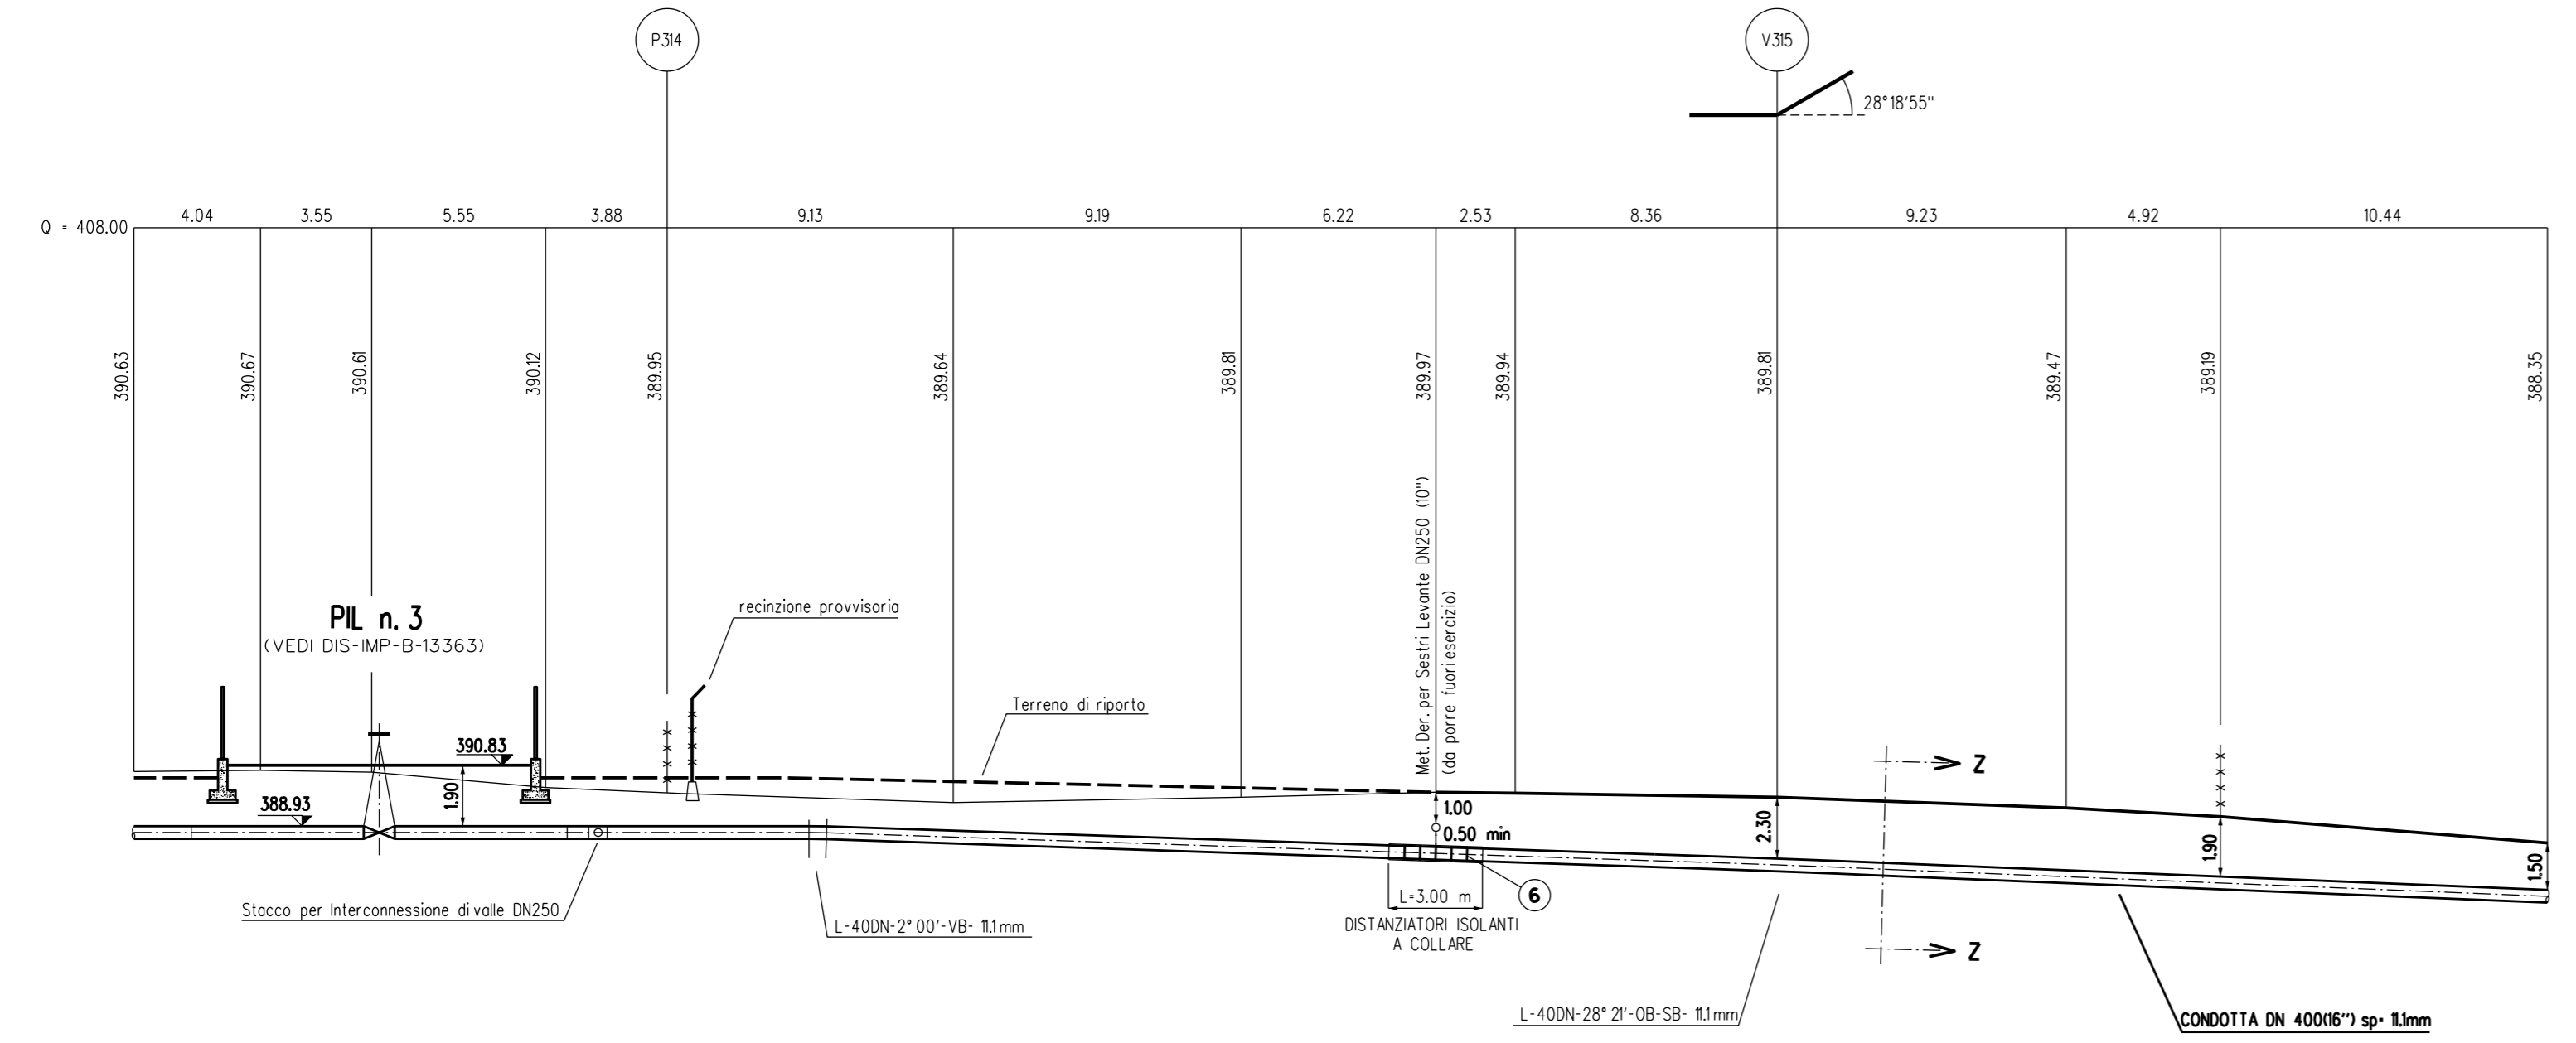 P314
V315
28°18'55"
4.04 3.55 5.55 3.88 9.13 9.19 6.22 2.53 8.36 9.23 4.92 10.44
Q = 408.00
390.63
390.67
390.61
390.12
389.95
389.64
389.81
389.97
389.94
389.81
389.47
389.19
388.35
Met. Der. per Sestri Levante DN250 (10")
(da porre fuori esercizio)
PIL n. 3
(VEDI DIS-IMP-B-13363)
recinzione provvisoria
Terreno di riporto
390.83
388.93
1.90
1.00
0.50 min
2.30
1.90
1.50
Z
Z
L=3.00 m
6
DISTANZIATORI ISOLANTI
A COLLARE
Stacco per Interconnessione di valle DN250
L-40DN-2° 00'-VB- 11.1mm
L-40DN-28° 21'-OB-SB- 11.1mm
CONDOTTA DN 400(16") sp= 11,1mm